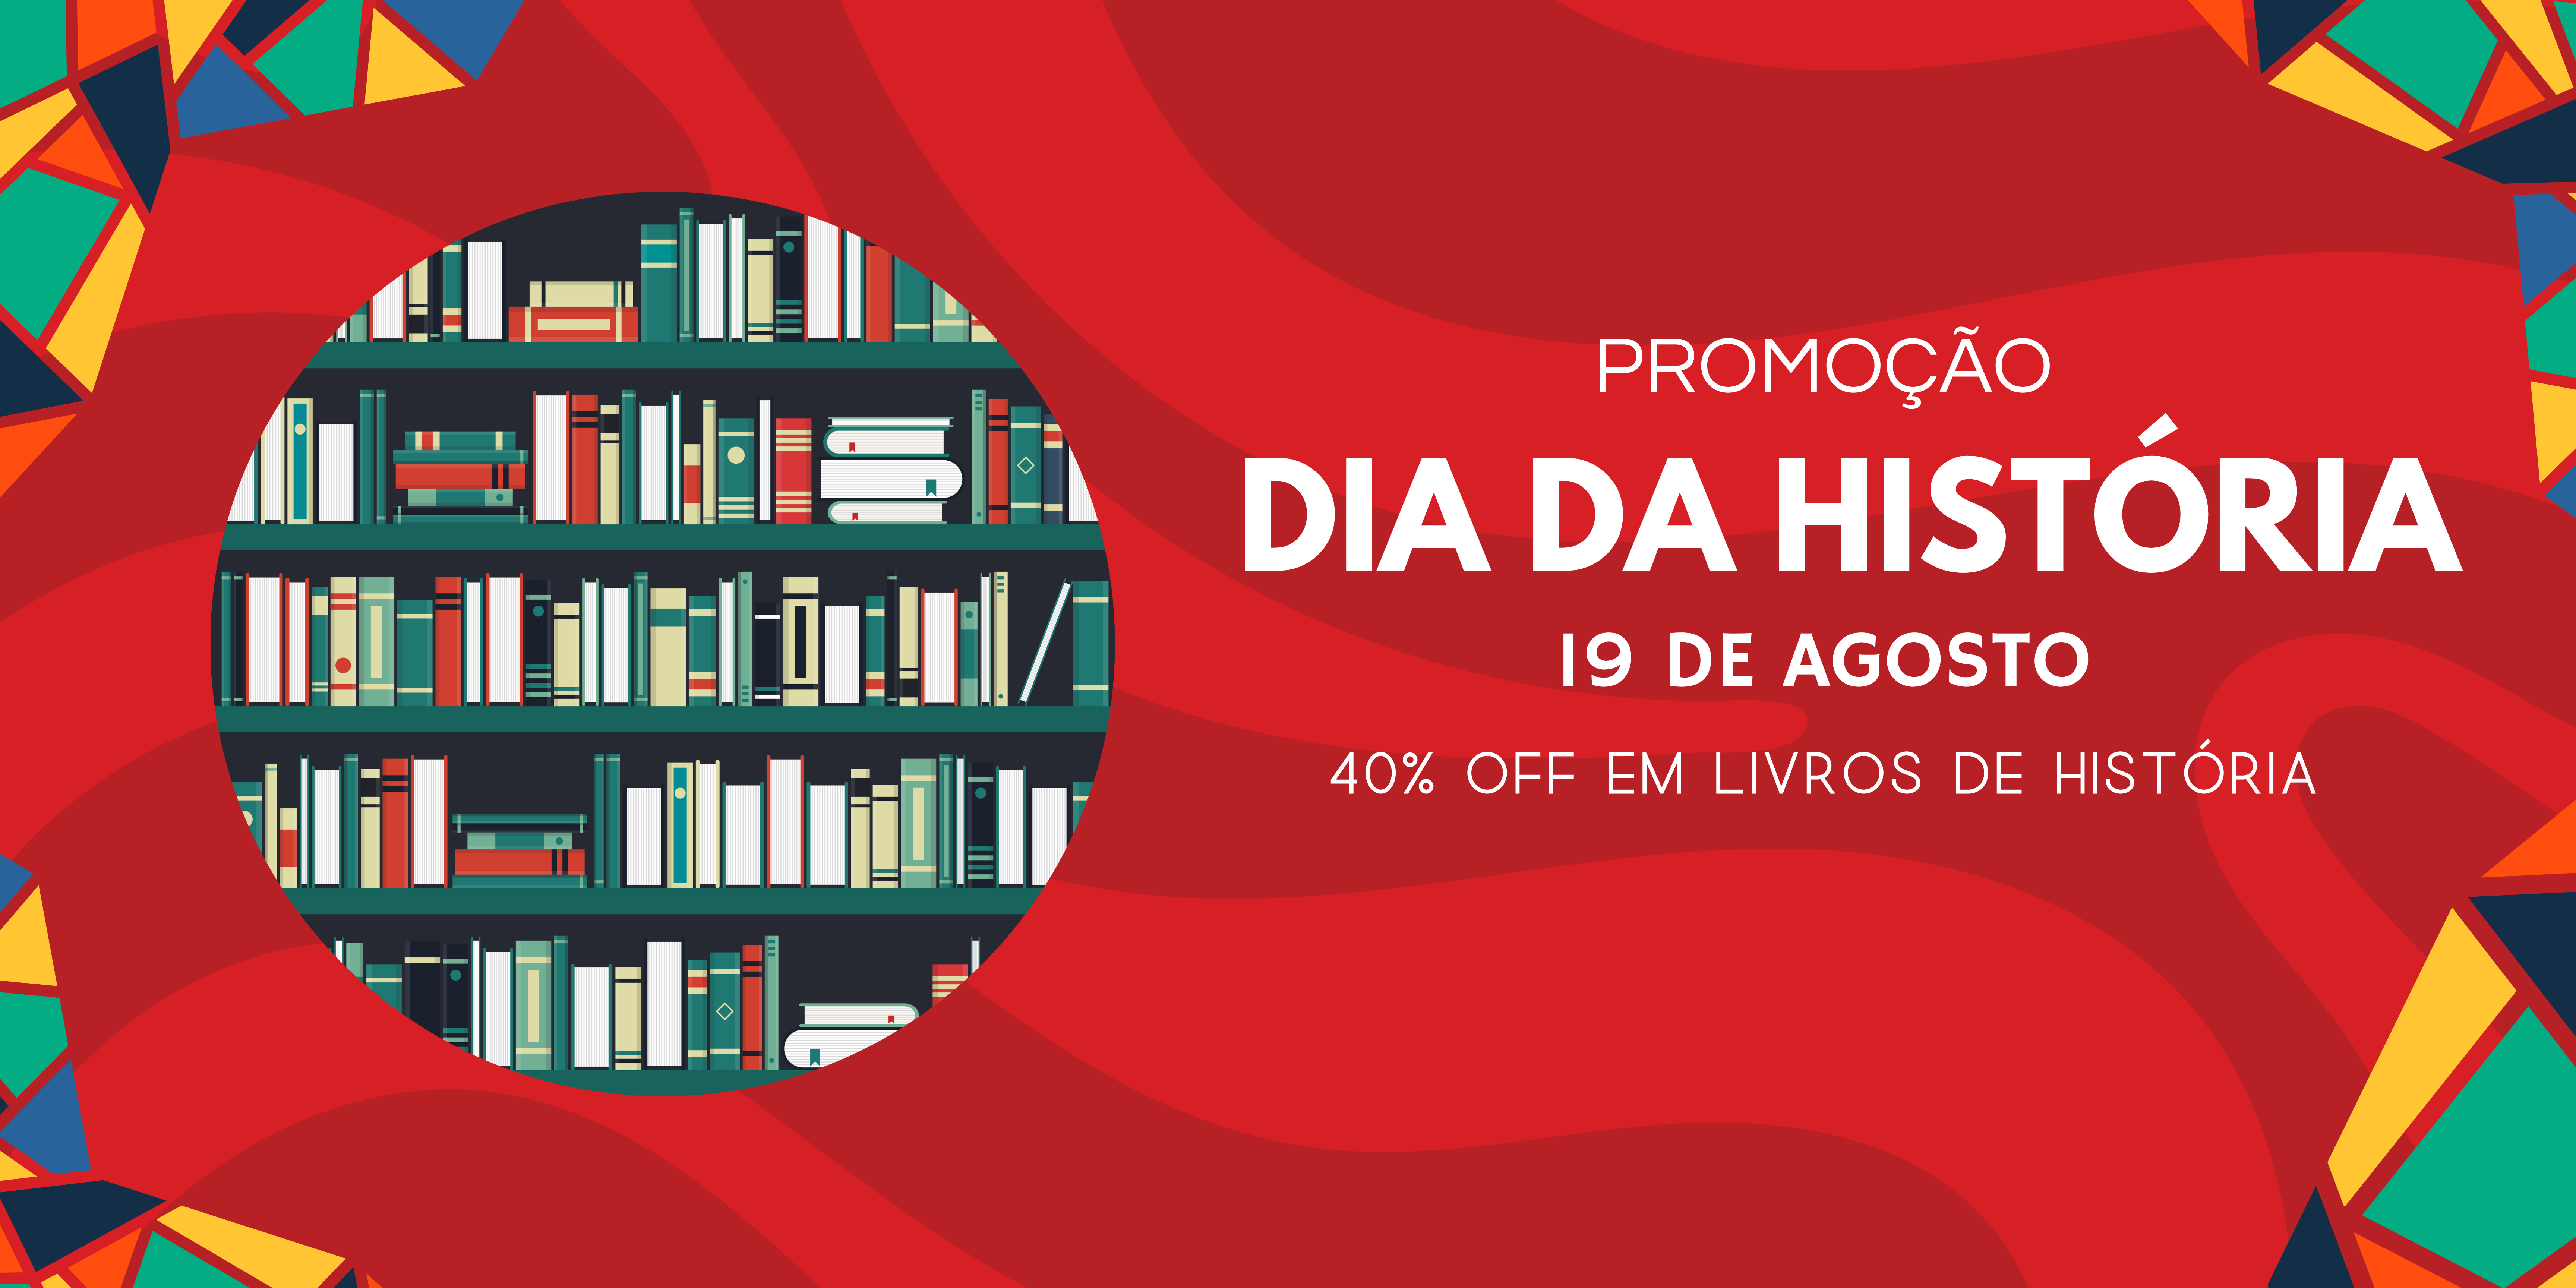 PROMOÇÃO
DIA DA HISTÓRIA
19 DE AGOSTO
40% OFF EM LIVROS DE HISTÓRIA